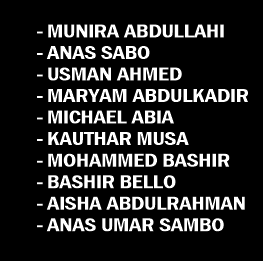 - MUNIRA ABDULLAHI
- ANAS SABO
- USMAN AHMED
- MARYAM ABDULKADIR
- MICHAEL ABIA
- KAUTHAR MUSA
- MOHAMMED BASHIR
- BASHIR BELLO
- AISHA ABDULRAHMAN
- ANAS UMAR SAMBO